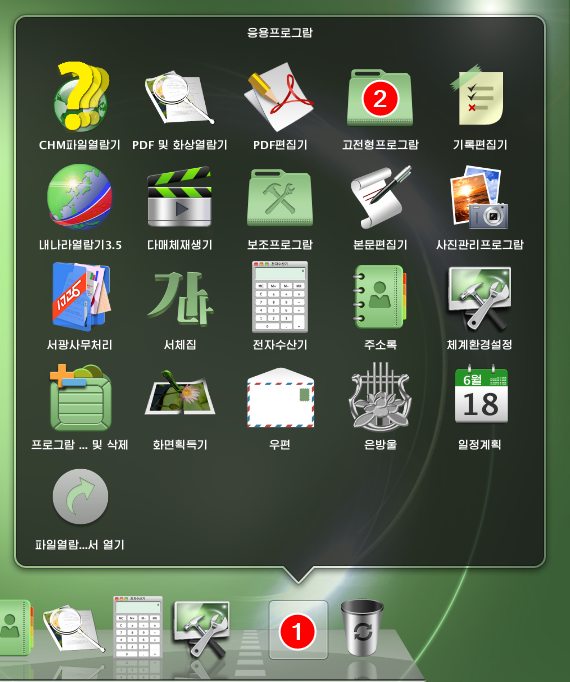 응용프로그람
2
CHM파일열람기
PDF 및 화상열람기
PDF편집기
고전형프로그람
기록편집기
내나라열람기3.5
다매체재생기
보조프로그람
본문편집기
사진관리프로그람
서광사무처리
서체집
전자수산기
주소록
체계환경설정
6월
18
프로그람 ... 및 삭제
화면획득기
우편
은방울
일정계획
파일열람...서 열기
1